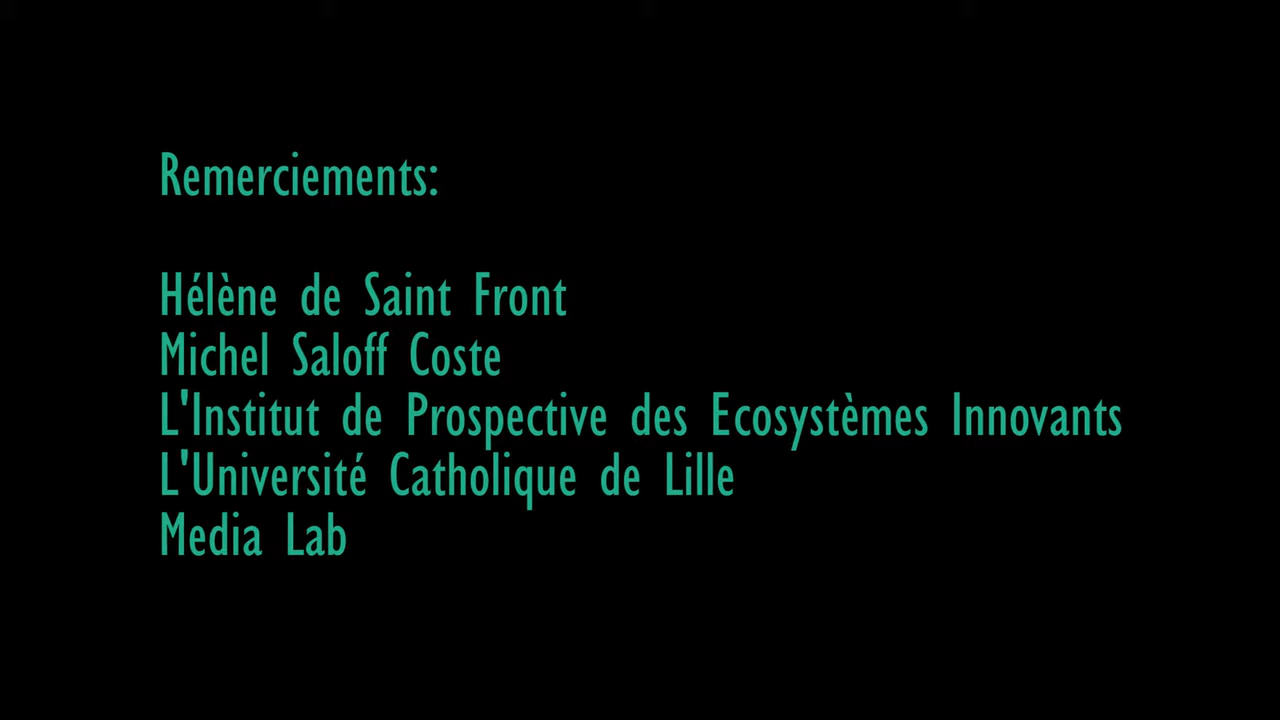 Remerciements:
Hélène de Saint Front
Michel Saloff Coste
L'Institut de Prospective des Ecosystèmes Innovants
L'Université Catholique de Lille
Media Lab